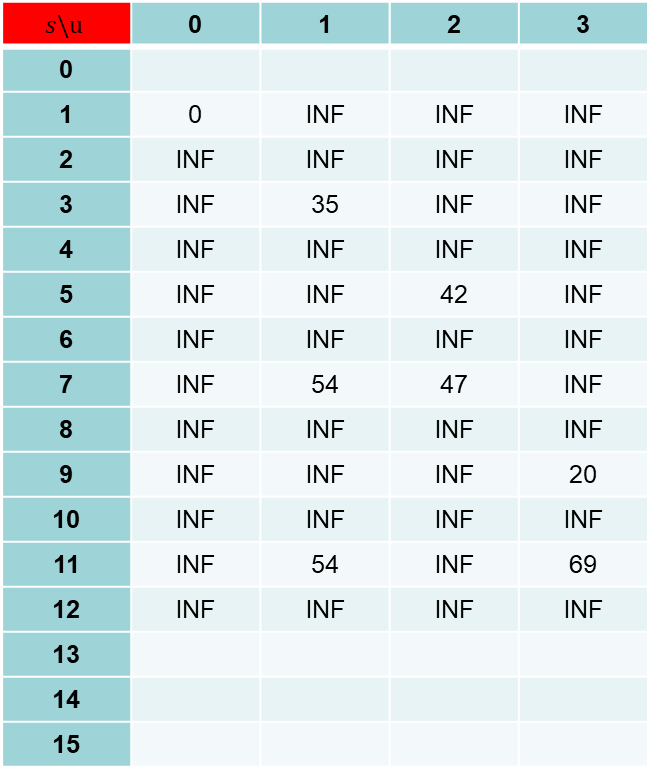 s\u 0 1 2 3
0
1 0 INF INF INF
2 INF INF INF INF
3 INF 35 INF INF
4 INF INF INF INF
5 INF INF 42 INF
6 INF INF INF INF
7 INF 54 47 INF
8 INF INF INF INF
9 INF INF INF 20
10 INF INF INF INF
11 INF 54 INF 69
12 INF INF INF INF
13
14
15